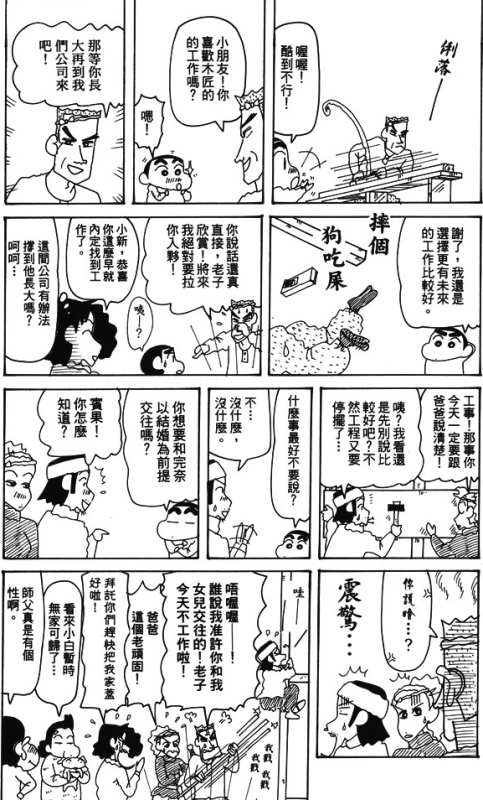 俐落——
喔喔！
酷到不行！
小朋友！你
喜歡木匠
的工作嗎？
嗯！
那等你長
大再到我
們公司來
吧！
謝了，我還是
選擇更有未來
的工作比較好。
摔個
狗吃屎
你說話還真
直接，老子
欣賞！將來
我絕對要拉
你入夥！
咦——？
小新，恭喜
你這麼早就
內定找到工
作了。
這間公司有辦法
撐到他長大嗎？
呵呵…
工事！那事你
今天一定要跟
爸爸說清楚！
咦？我看還
是先別說比
較好吧？不
然工程又要
停擺了…
什麼事最好不要說？
不…
沒什麼，
沒什麼。
你想要和完奈
以結婚為前提
交往嗎？
賓果！
你怎麼
知道？
你說啥…？
震驚…
哇
唔喔喔——！
誰說我准許你和我
女兒交往的！老子
今天不工作啦！
我戳
我戳
我戳
爸爸
這個老頑固！
拜託你們趕快把我家蓋
好啦！
看來小白暫時
無家可歸了…
師父真是有個
性啊。